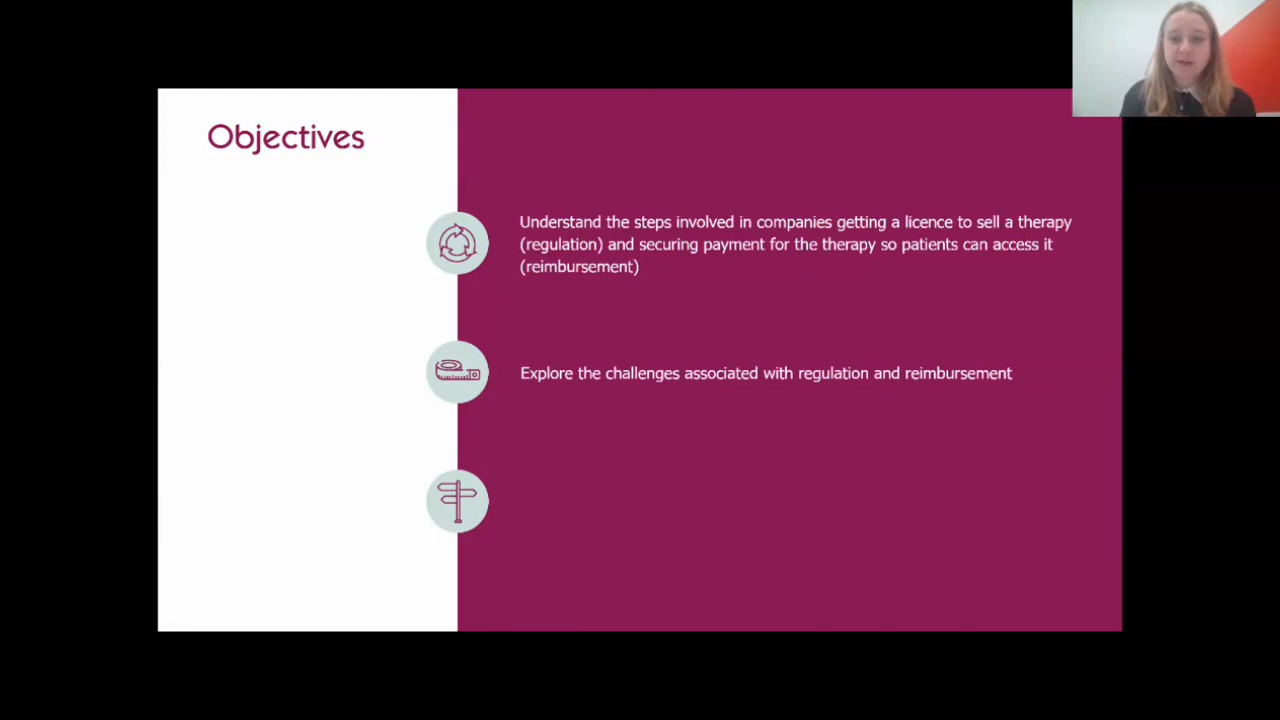 Objectives
Understand the steps involved in companies getting a licence to sell a therapy
(regulation) and securing payment for the therapy so patients can access it
(reimbursement)
Explore the challenges associated with regulation and reimbursement